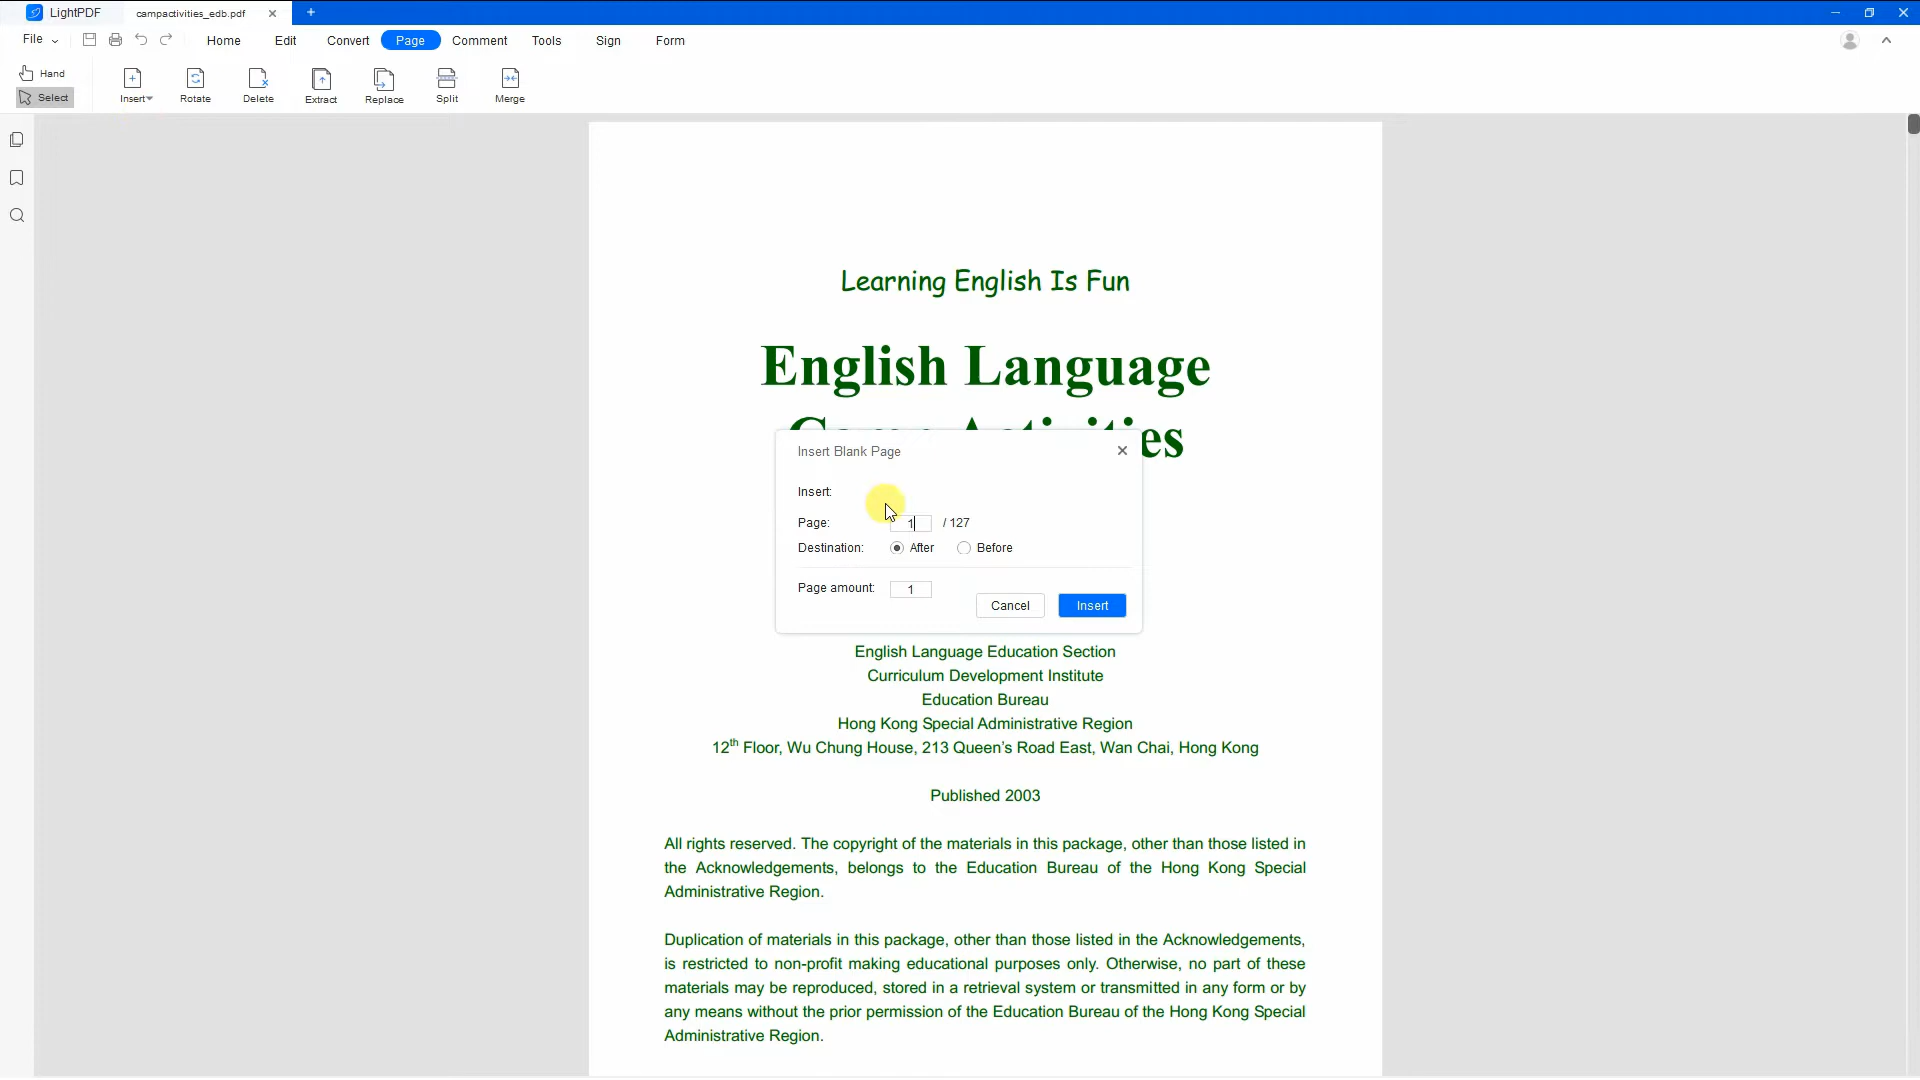 LightPDF campactivities_edb.pdf
File Home Edit Convert Page Comment Tools Sign Form
Hand
Select
Insert Rotate Delete Extract Replace Split Merge
Learning English Is Fun
English Language
Camp Activities
Insert Blank Page
Insert:
Page: 1 / 127
Destination: After Before
Page amount: 1
Cancel Insert
English Language Education Section
Curriculum Development Institute
Education Bureau
Hong Kong Special Administrative Region
12th Floor, Wu Chung House, 213 Queen's Road East, Wan Chai, Hong Kong
Published 2003
All rights reserved. The copyright of the materials in this package, other than those listed in
the Acknowledgements, belongs to the Education Bureau of the Hong Kong Special
Administrative Region.
Duplication of materials in this package, other than those listed in the Acknowledgements,
is restricted to non-profit making educational purposes only. Otherwise, no part of these
materials may be reproduced, stored in a retrieval system or transmitted in any form or by
any means without the prior permission of the Education Bureau of the Hong Kong Special
Administrative Region.